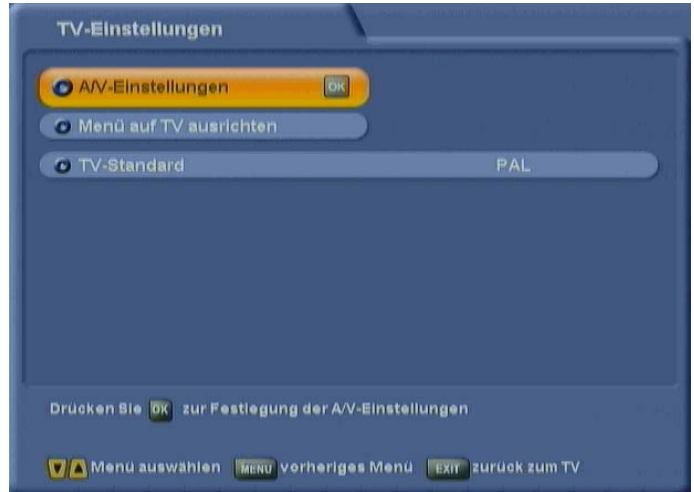 TV-Einstellungen
A/V-Einstellungen OK
Menü auf TV ausrichten
TV-Standard PAL
Drücken Sie OK zur Festlegung der A/V-Einstellungen
Menü auswählen MENU vorheriges Menü EXIT zurück zum TV